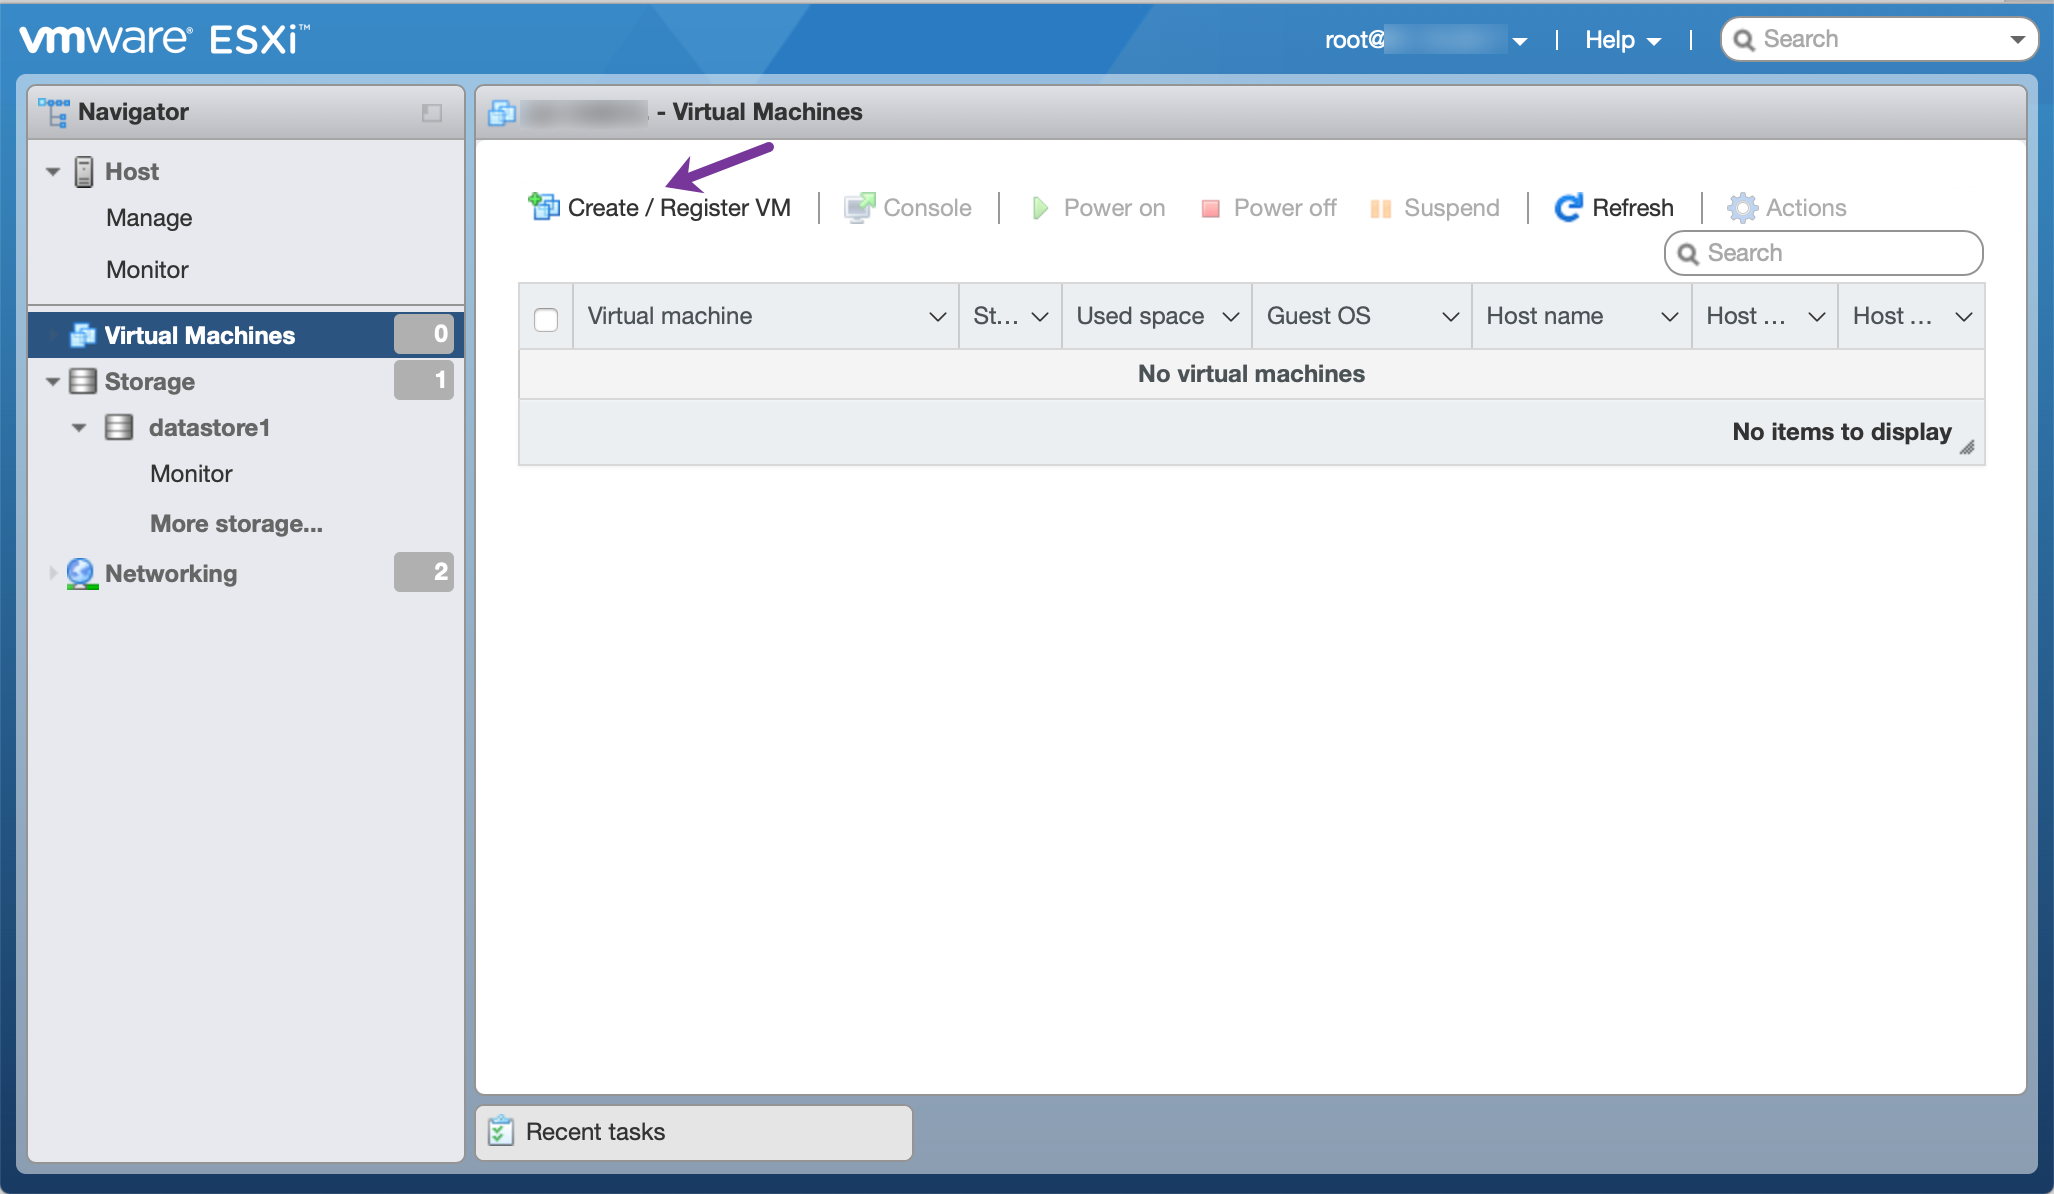 vmware® ESXi™
root@
Help
Search
Navigator
Host
Manage
Monitor
Virtual Machines 0
Storage 1
datastore1
Monitor
More storage...
Networking 2
- Virtual Machines
Create / Register VM
Console
Power on
Power off
Suspend
Refresh
Actions
Search
Virtual machine
St...
Used space
Guest OS
Host name
Host ...
Host ...
No virtual machines
No items to display
Recent tasks